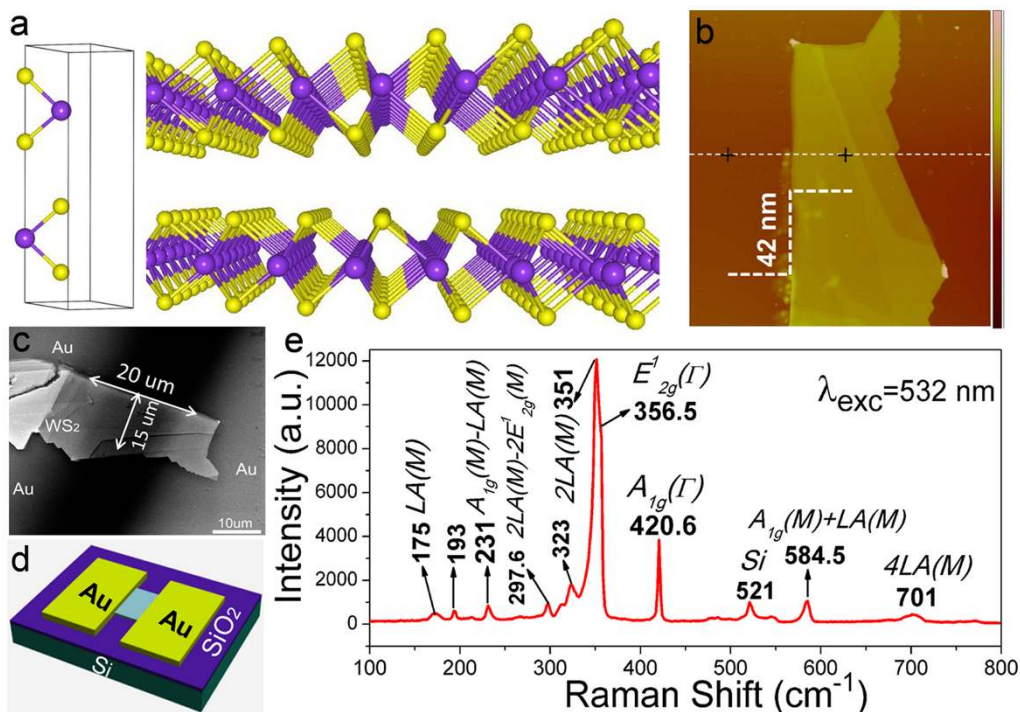 a
b
42 nm
c
Au
20 um
15 um
WS₂
Au
Au
10um
d
Au
Au
SiO₂
Si
e
λexc=532 nm
Intensity (a.u.)
12000
10000
8000
6000
4000
2000
0
175 LA(M)
193
231 A₁g(M)-LA(M)
297.6 2LA(M)-2E¹₂g(M)
323
2LA(M) 351
E¹₂g(Γ)
356.5
A₁g(Γ)
420.6
Si
521
A₁g(M)+LA(M)
584.5
4LA(M)
701
100 200 300 400 500 600 700 800
Raman Shift (cm⁻¹)